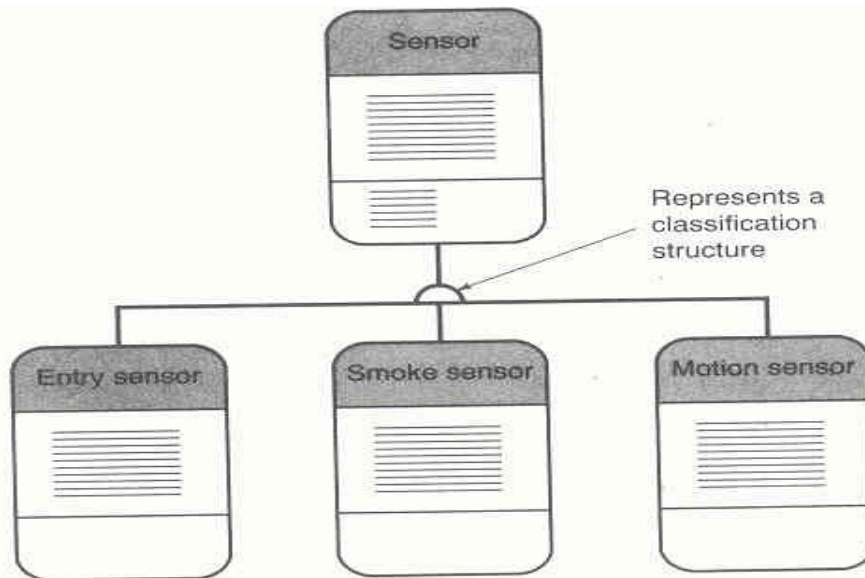 Sensor
Represents a
classification
structure
Entry sensor
Smoke sensor
Motion sensor